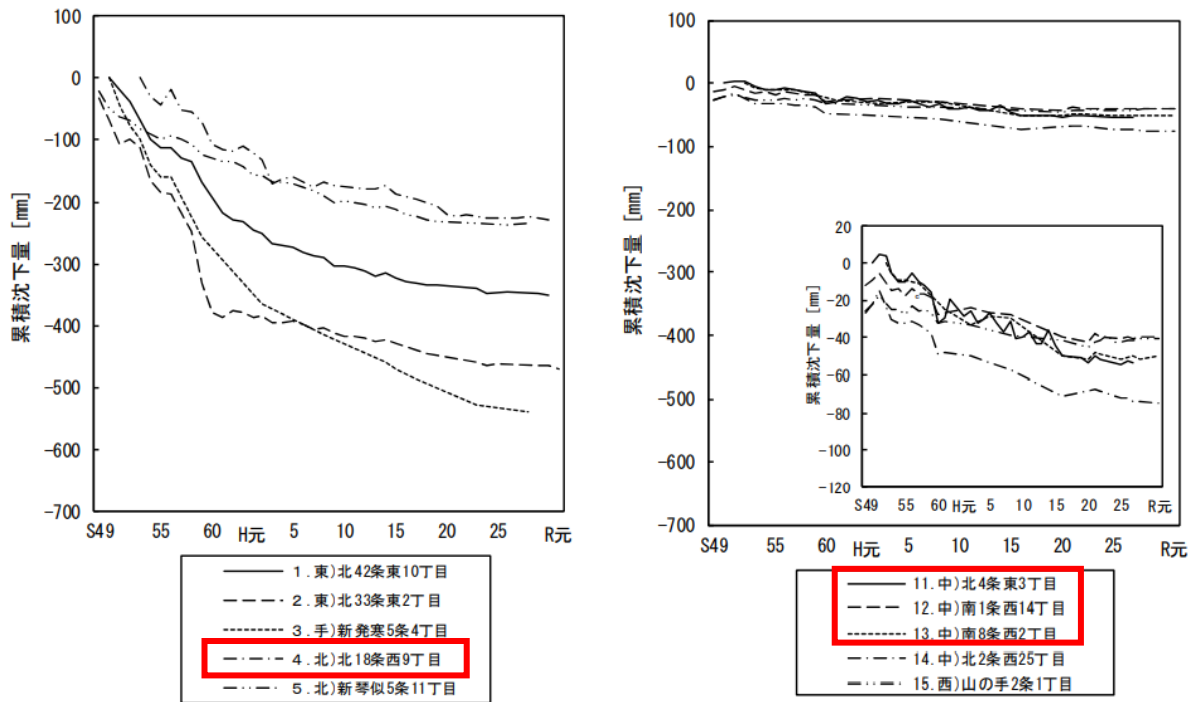 100
0
-100
-200
-300
-400
-500
-600
-700
累積沈下量 [mm]
S49 55 60 H元 5 10 15 20 25 R元
1.東)北42条東10丁目
2.東)北33条東2丁目
3.手)新発寒5条4丁目
4.北)北18条西9丁目
5.北)新琴似5条11丁目
100
0
-100
-200
-300
-400
-500
-600
-700
累積沈下量 [mm]
20
0
-20
-40
-60
-80
-100
-120
累積沈下量 [mm]
S49 55 60 H元 5 10 15 20 25 R元
S49 55 60 H元 5 10 15 20 25 R元
11.中)北4条東3丁目
12.中)南1条西14丁目
13.中)南8条西2丁目
14.中)北2条西25丁目
15.西)山の手2条1丁目